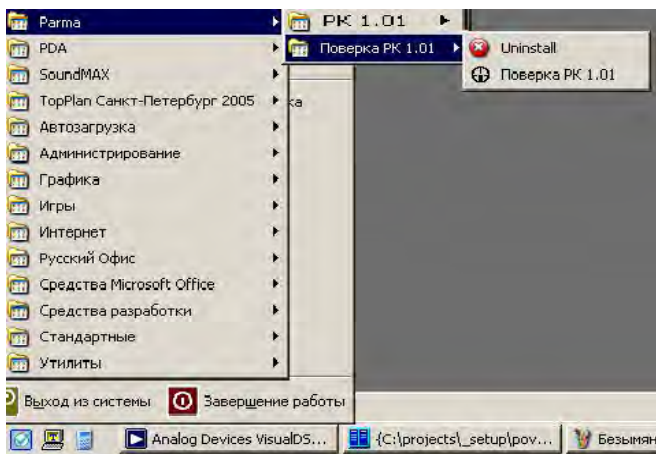 Parma
PK 1.01
PDA
Поверка РК 1.01
Uninstall
SoundMAX
Поверка РК 1.01
TopPlan Санкт-Петербург 2005
ка
Автозагрузка
Администрирование
Графика
Игры
Интернет
Русский Офис
Средства Microsoft Office
Средства разработки
Стандартные
Утилиты
Выход из системы
Завершение работы
Analog Devices VisualDS...
{C:\projects\_setup\pov...
Безымян